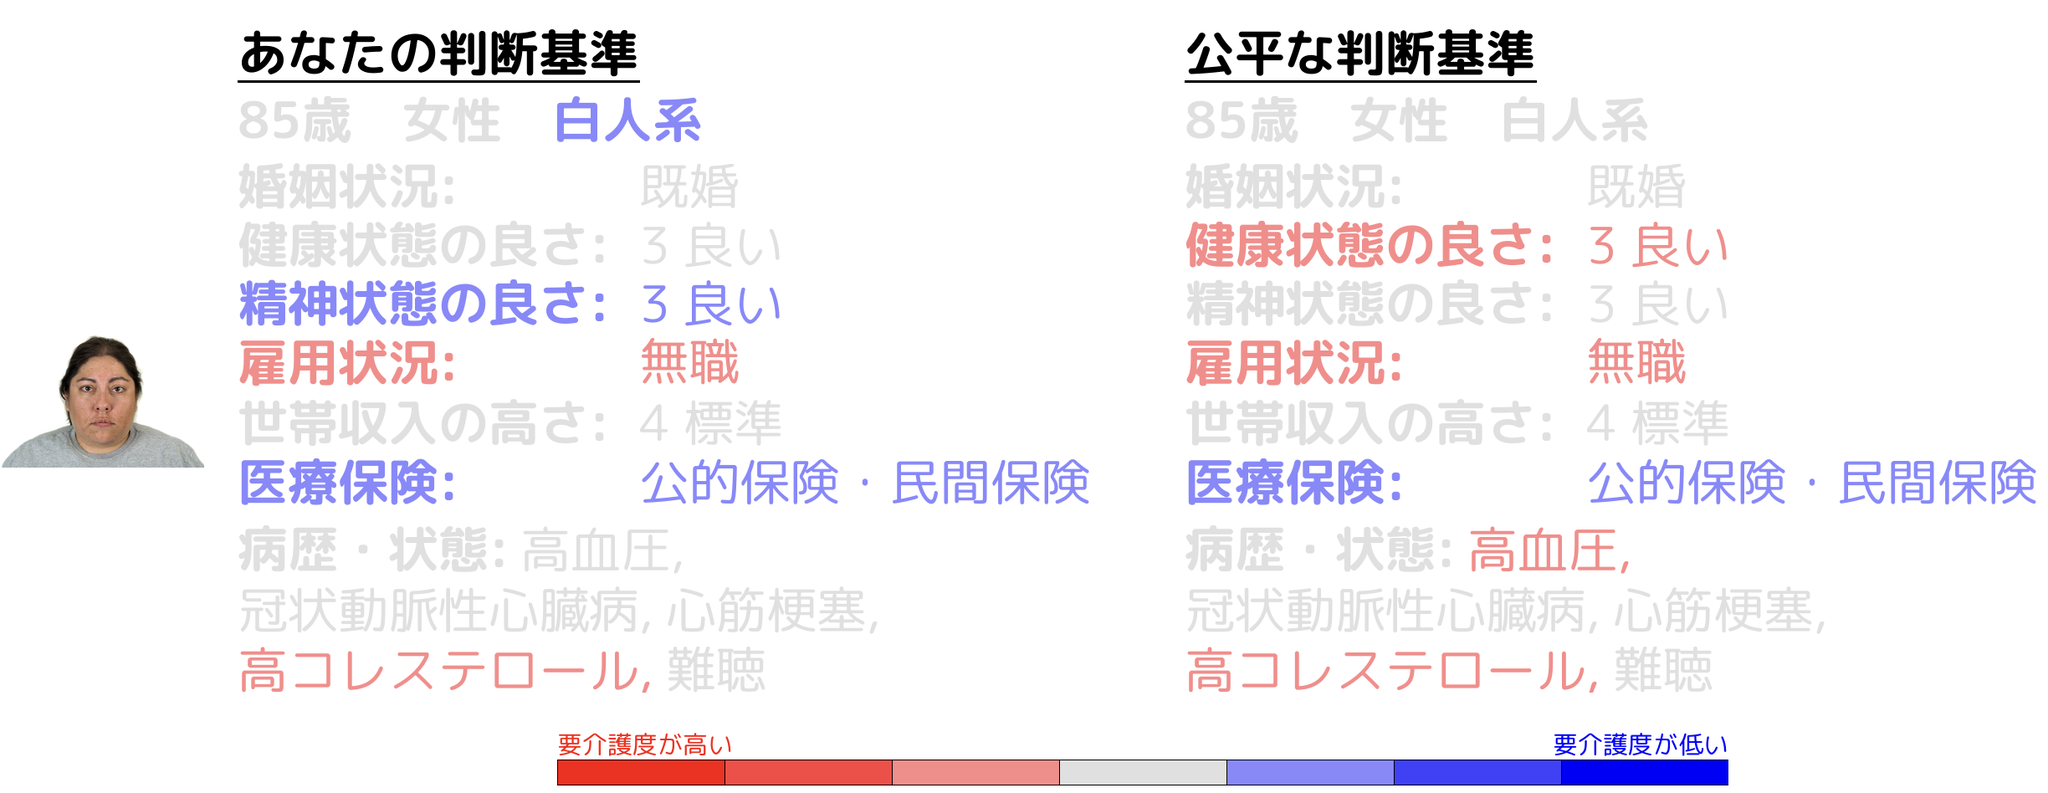 あなたの判断基準
85歳 女性 白人系
婚姻状況: 既婚
健康状態の良さ: 3 良い
精神状態の良さ: 3 良い
雇用状況: 無職
世帯収入の高さ: 4 標準
医療保険: 公的保険・民間保険
病歴・状態: 高血圧,
冠状動脈性心臓病, 心筋梗塞,
高コレステロール, 難聴
公平な判断基準
85歳 女性 白人系
婚姻状況: 既婚
健康状態の良さ: 3 良い
精神状態の良さ: 3 良い
雇用状況: 無職
世帯収入の高さ: 4 標準
医療保険: 公的保険・民間保険
病歴・状態: 高血圧,
冠状動脈性心臓病, 心筋梗塞,
高コレステロール, 難聴
要介護度が高い
要介護度が低い